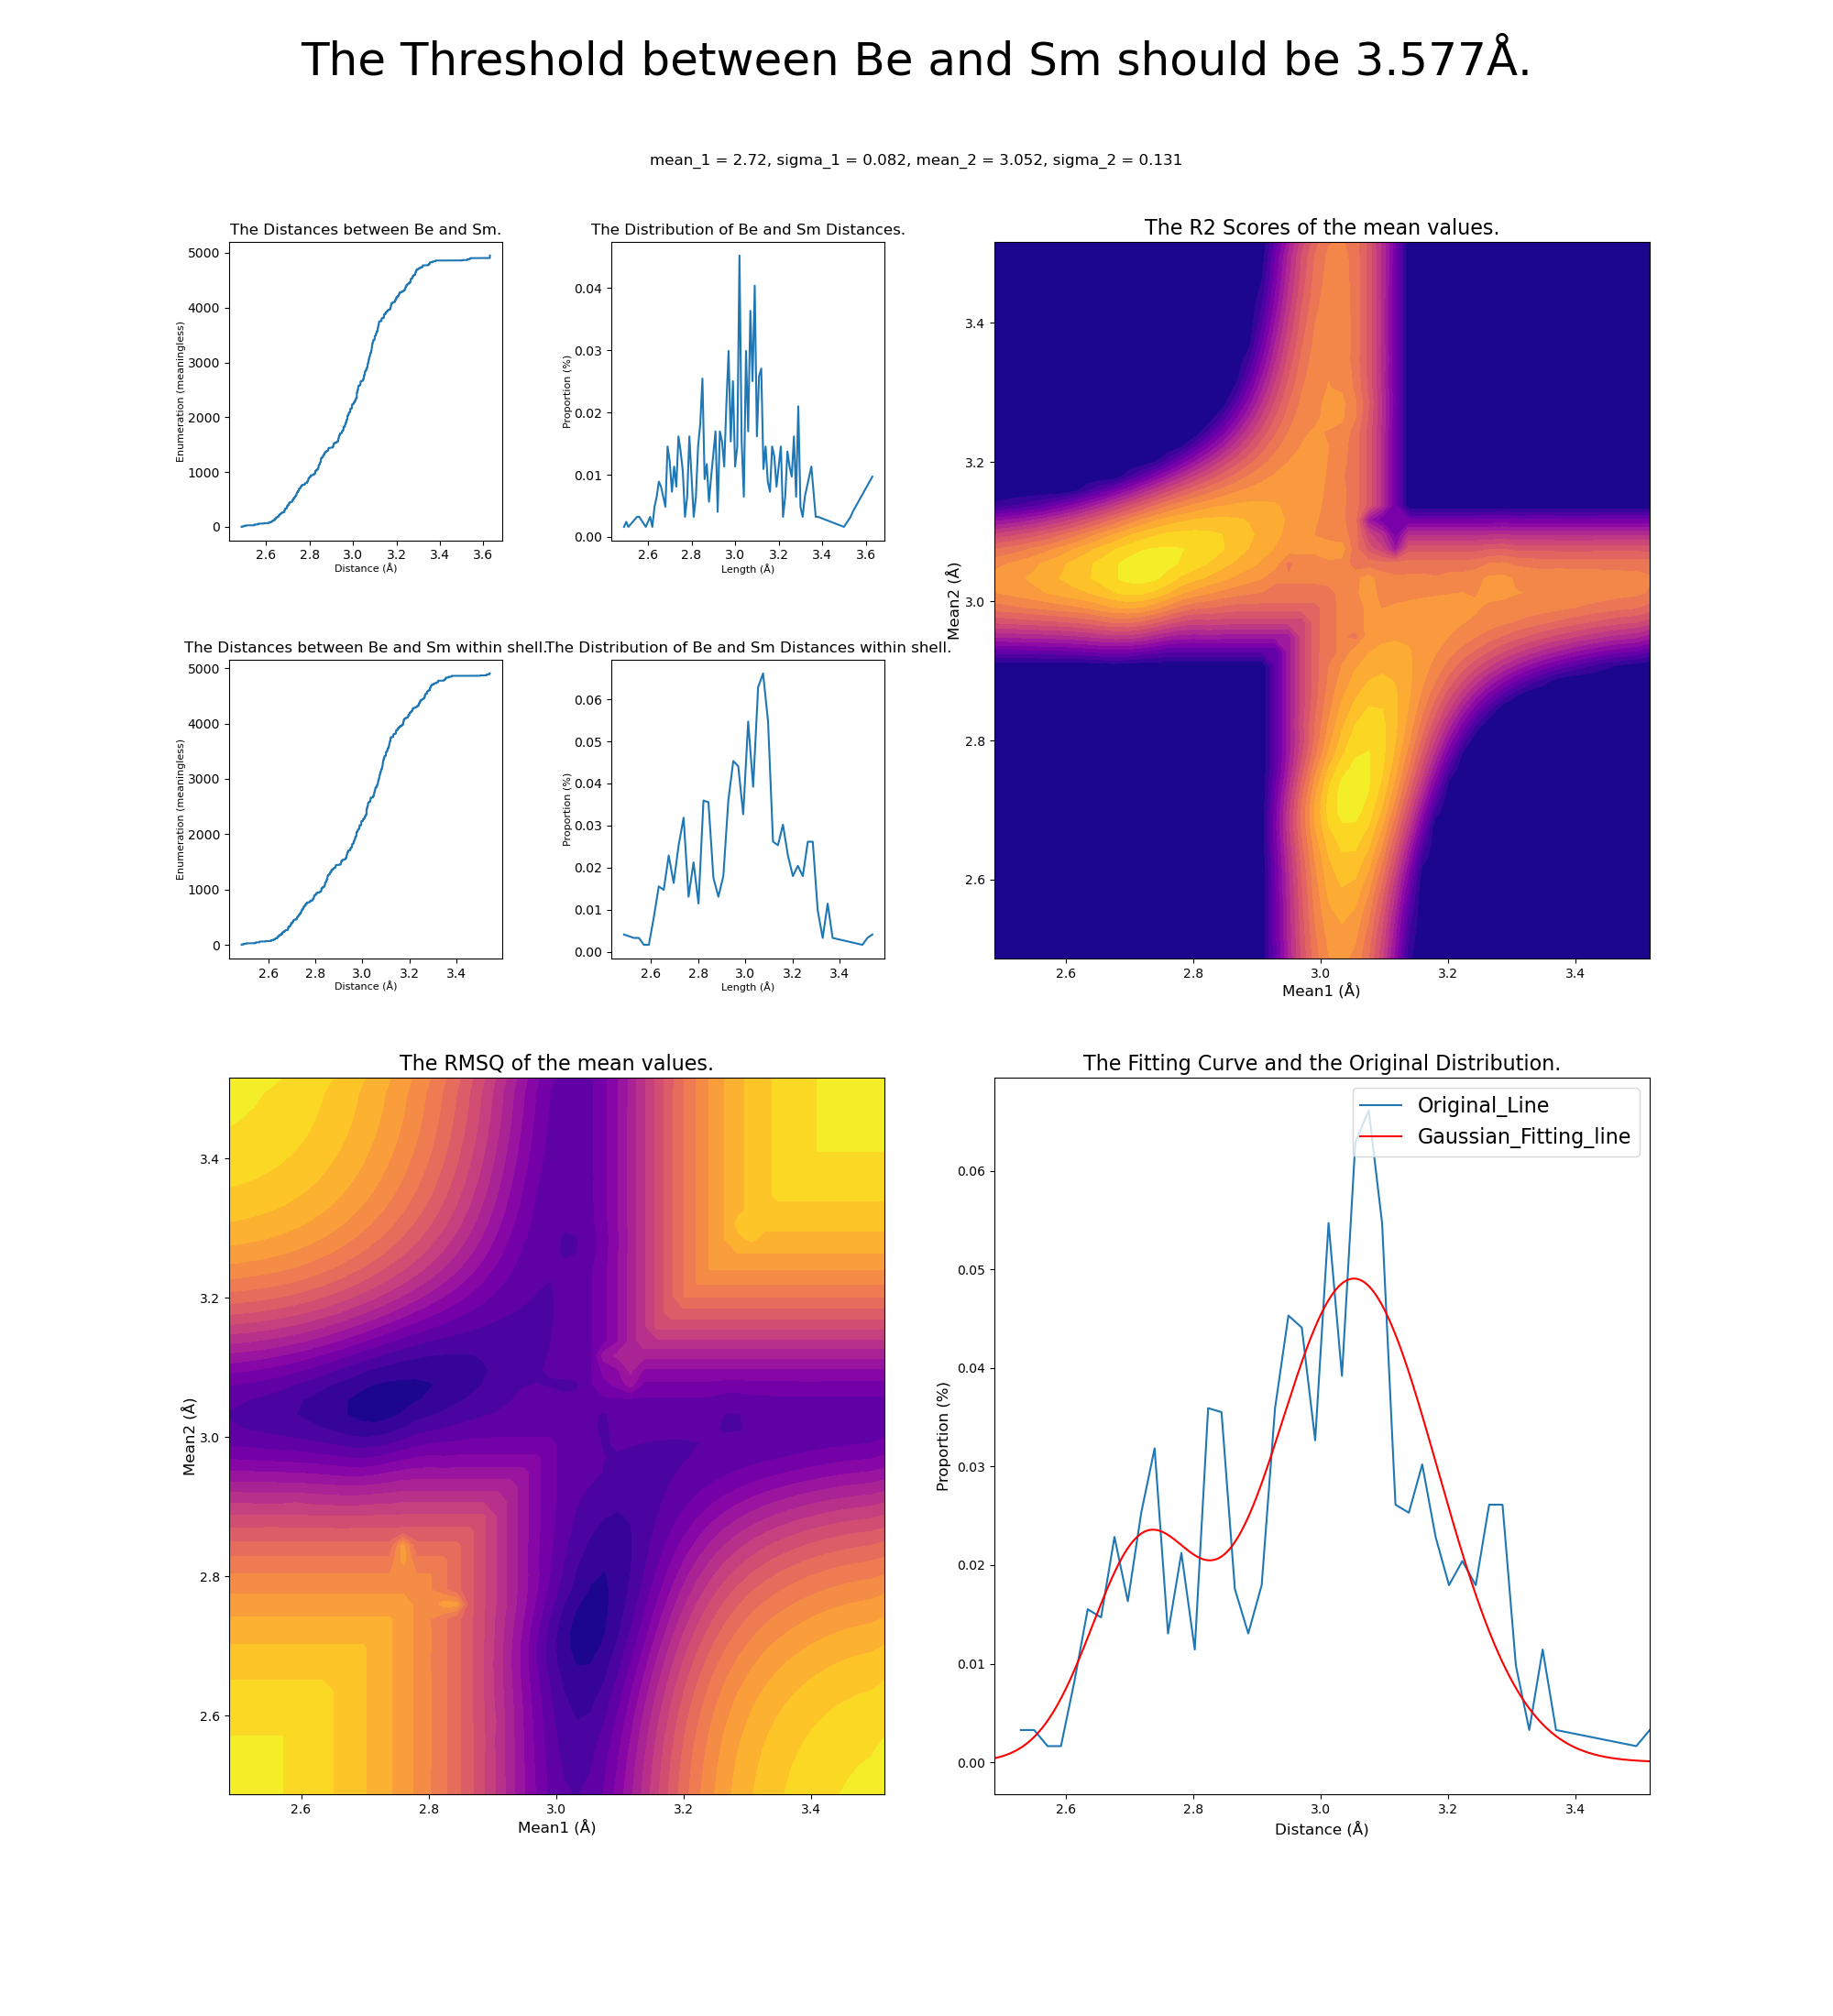 The Threshold between Be and Sm should be 3.577Å.
mean_1 = 2.72, sigma_1 = 0.082, mean_2 = 3.052, sigma_2 = 0.131
The Distances between Be and Sm.
5000
4000
3000
2000
1000
0
Enumeration (meaningless)
2.6 2.8 3.0 3.2 3.4 3.6
Distance (Å)
The Distribution of Be and Sm Distances.
0.04
0.03
0.02
0.01
0.00
Proportion (%)
2.6 2.8 3.0 3.2 3.4 3.6
Length (Å)
The R2 Scores of the mean values.
3.4
3.2
3.0
2.8
2.6
Mean2 (Å)
2.6 2.8 3.0 3.2 3.4
Mean1 (Å)
The Distances between Be and Sm within shell.
5000
4000
3000
2000
1000
0
Enumeration (meaningless)
2.6 2.8 3.0 3.2 3.4
Distance (Å)
The Distribution of Be and Sm Distances within shell.
0.06
0.05
0.04
0.03
0.02
0.01
0.00
Proportion (%)
2.6 2.8 3.0 3.2 3.4
Length (Å)
The RMSQ of the mean values.
3.4
3.2
3.0
2.8
2.6
Mean2 (Å)
2.6 2.8 3.0 3.2 3.4
Mean1 (Å)
The Fitting Curve and the Original Distribution.
Original_Line
Gaussian_Fitting_line
0.06
0.05
0.04
0.03
0.02
0.01
0.00
Proportion (%)
2.6 2.8 3.0 3.2 3.4
Distance (Å)